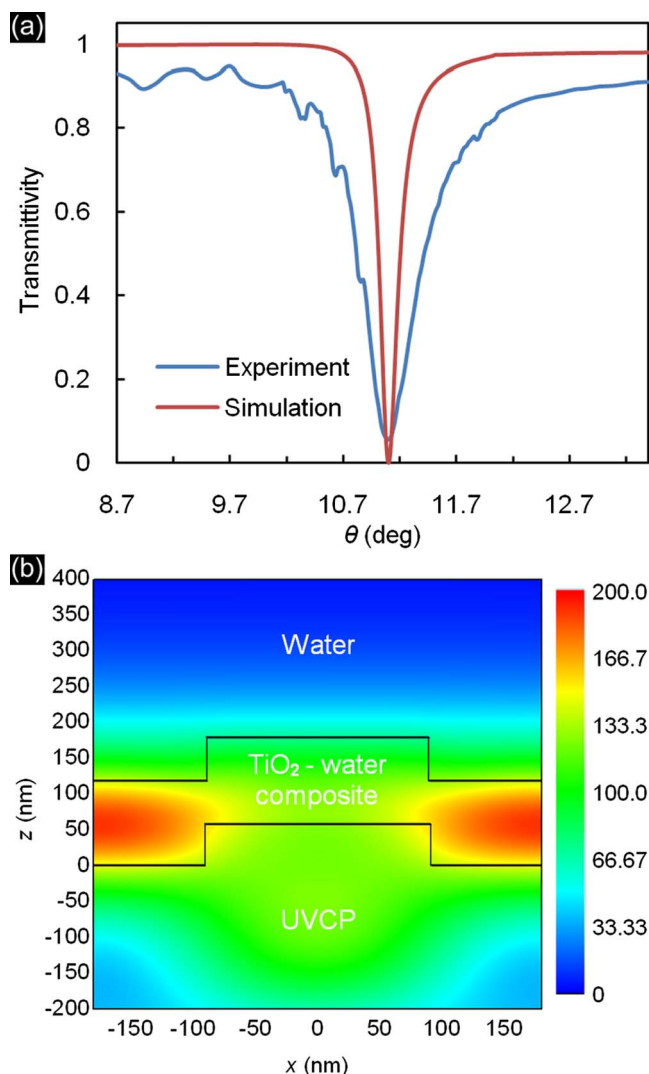 (a)
1
0.8
0.6
0.4
0.2
0
Transmittivity
Experiment
Simulation
8.7 9.7 10.7 11.7 12.7
θ (deg)
(b)
400
350
300
250
200
150
100
50
0
-50
-100
-150
-200
z (nm)
Water
TiO₂ - water
composite
UVCP
-150 -100 -50 0 50 100 150
x (nm)
200.0
166.7
133.3
100.0
66.67
33.33
0